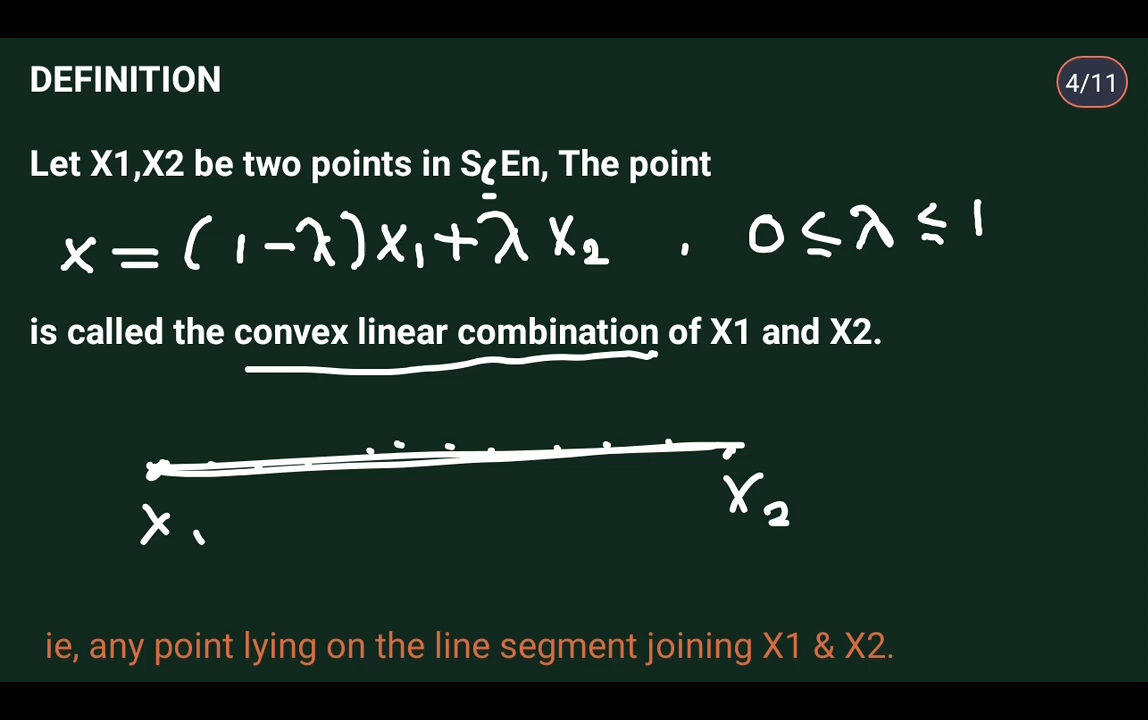 DEFINITION
4/11
Let X1,X2 be two points in S⊆En, The point
x = (1-λ)x₁+λx₂ , 0≤λ≤1
is called the convex linear combination of X1 and X2.
x₁ x₂
ie, any point lying on the line segment joining X1 & X2.